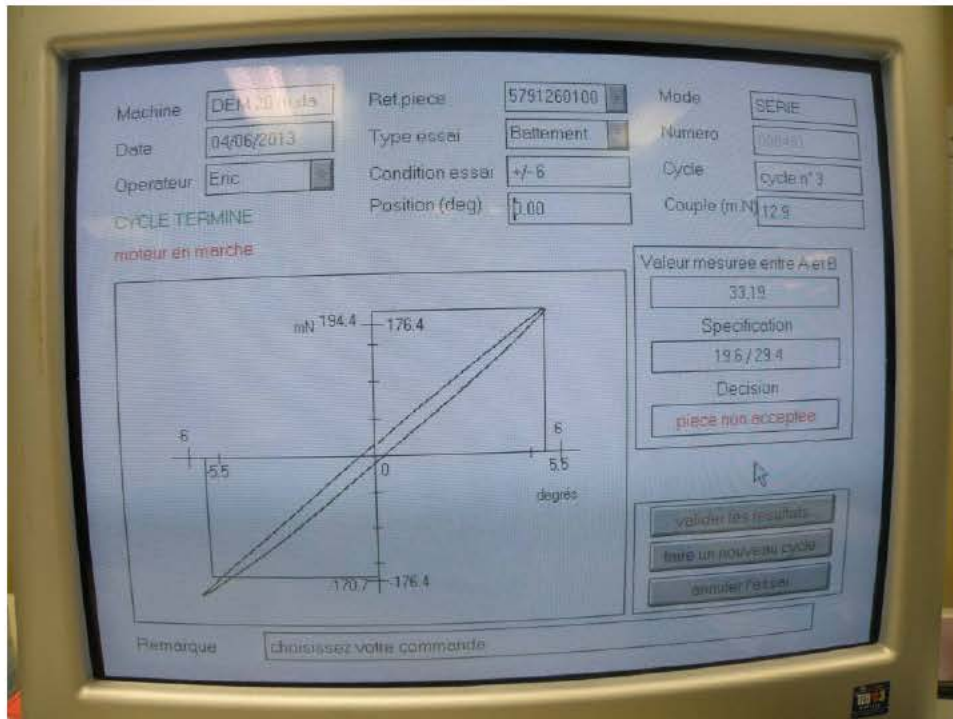 Machine
Date 04/06/2013
Operateur Eric
CYCLE TERMINE
moteur en marche
Ref.piece 5791260100
Type essai Battement
Condition essai +/- 6
Position (deg) 0.00
Mode SERIE
Numero
Cycle cycle n° 3
Couple (m.N) 12.9
mN 194.4 176.4
6
-5.5
0
6
5.5
degrés
-170.7 -176.4
Valeur mesuree entre A et B
33.19
Specification
19.6 / 29.4
Decision
piece non acceptee
valider les resultats
faire un nouveau cycle
annuler l'essai
Remarque choisissez votre commande